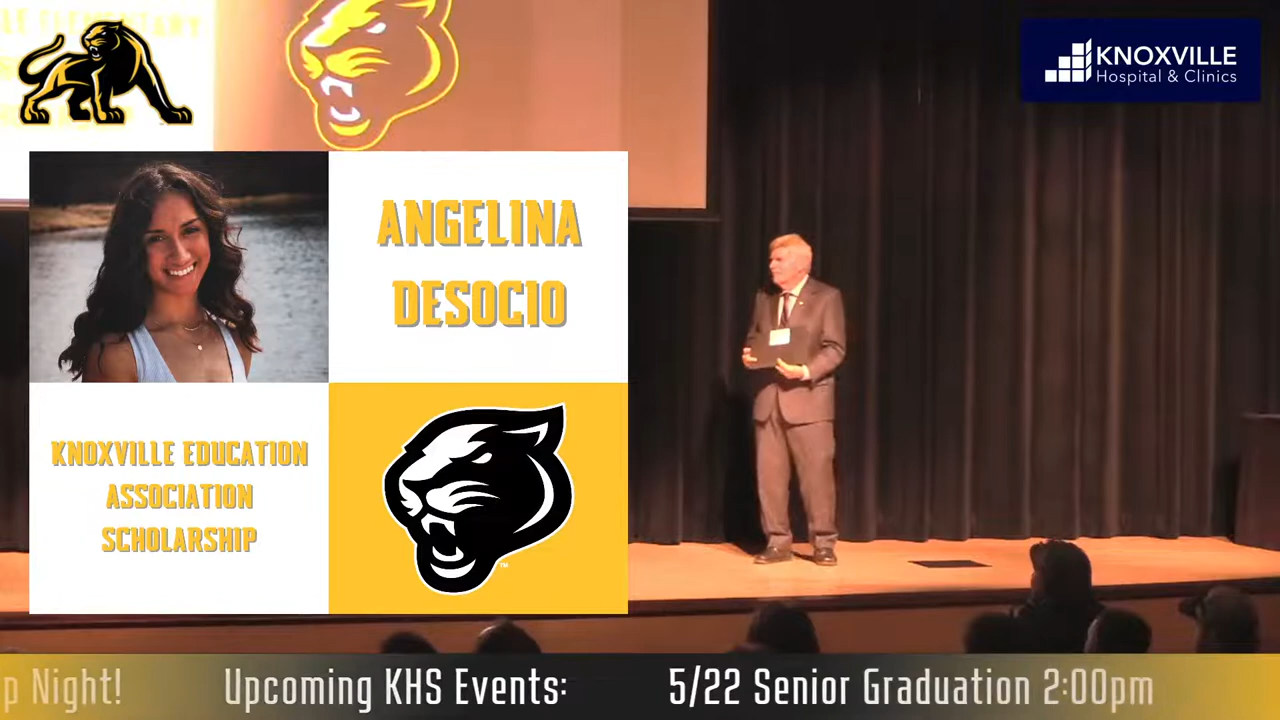 KNOXVILLE
Hospital & Clinics
ANGELINA
DESOCIO
KNOXVILLE EDUCATION
ASSOCIATION
SCHOLARSHIP
TM
p Night! Upcoming KHS Events: 5/22 Senior Graduation 2:00pm